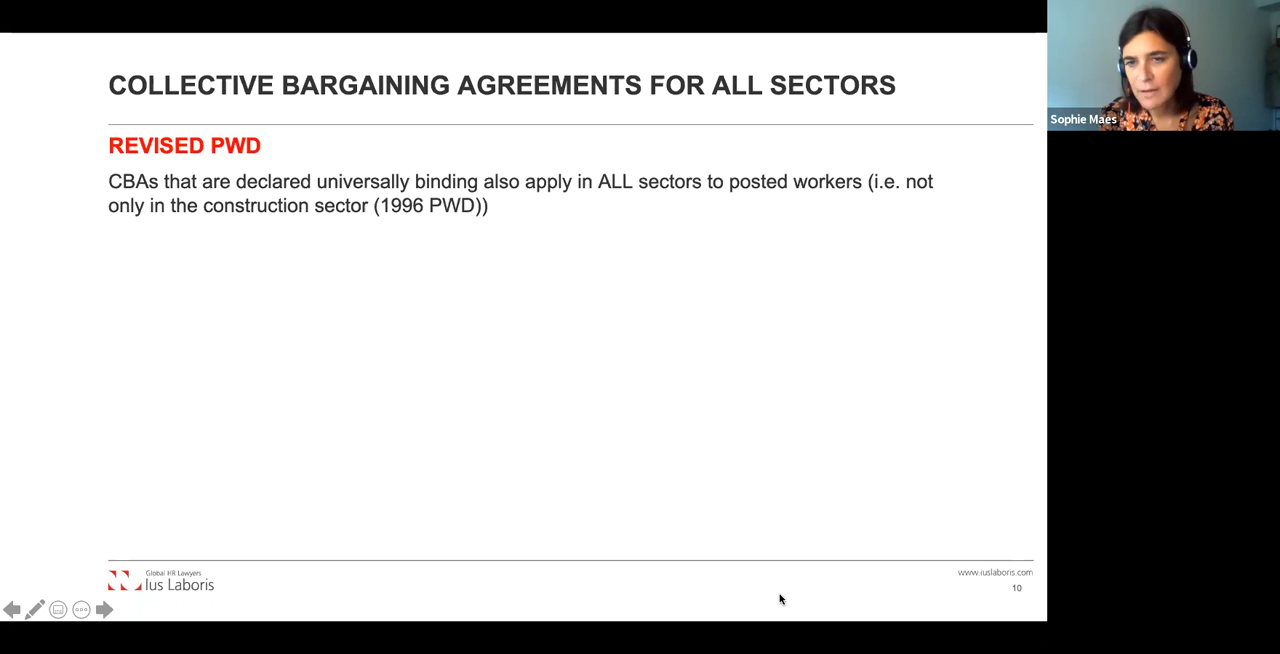 COLLECTIVE BARGAINING AGREEMENTS FOR ALL SECTORS
REVISED PWD
CBAs that are declared universally binding also apply in ALL sectors to posted workers (i.e. not
only in the construction sector (1996 PWD))
Global HR Lawyers
Ius Laboris
www.iuslaboris.com
10
Sophie Maes